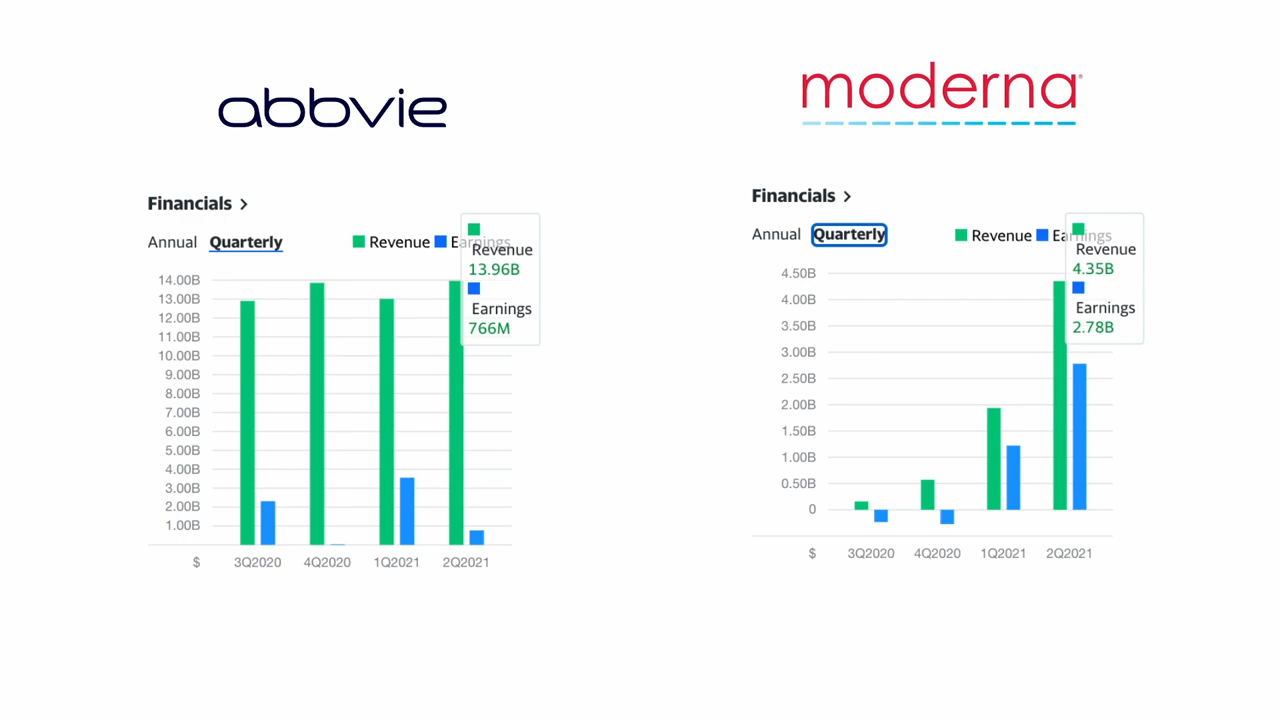 abbvie
Financials >
Annual Quarterly
Revenue Earnings
Revenue
13.96B
Earnings
766M
14.00B
13.00B
12.00B
11.00B
10.00B
9.00B
8.00B
7.00B
6.00B
5.00B
4.00B
3.00B
2.00B
1.00B
$ 3Q2020 4Q2020 1Q2021 2Q2021
moderna
Financials >
Annual Quarterly
Revenue Earnings
Revenue
4.35B
Earnings
2.78B
4.50B
4.00B
3.50B
3.00B
2.50B
2.00B
1.50B
1.00B
0.50B
0
$ 3Q2020 4Q2020 1Q2021 2Q2021